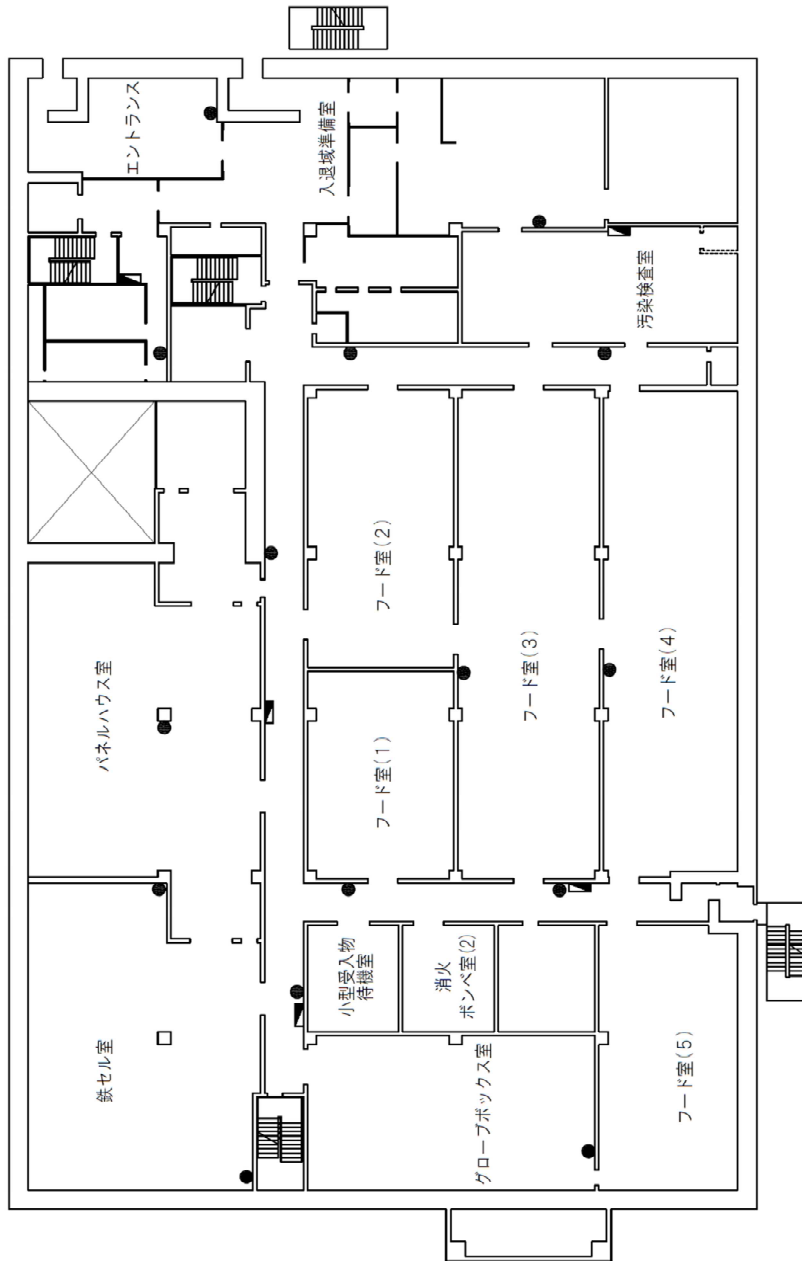 鉄セル室
パネルハウス室
エントランス
小型受入物
待機室
フード室(1)
フード室(2)
入退域準備室
消火
ボンベ室(2)
グローブボックス室
フード室(3)
汚染検査室
フード室(5)
フード室(4)